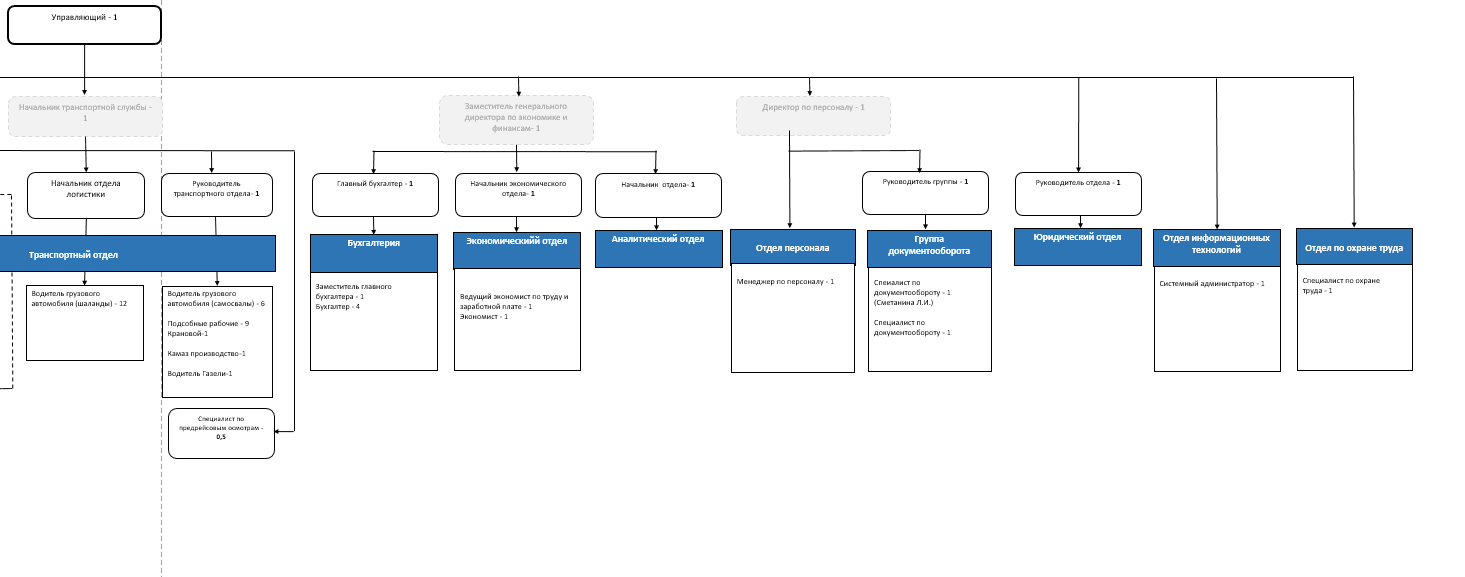 Управляющий - 1
Начальник транспортной службы -
1
Заместитель генерального
директора по экономике и
финансам- 1
Директор по персоналу - 1
Начальник отдела
логистики
Руководитель
транспортного отдела- 1
Главный бухгалтер - 1
Начальник экономического
отдела- 1
Начальник отдела- 1
Руководитель группы - 1
Руководитель отдела - 1
Транспортный отдел
Бухгалтерия
Экономическийй отдел
Аналитический отдел
Отдел персонала
Группа
документооборота
Юридический отдел
Отдел информационных
технологий
Отдел по охране труда
Водитель грузового
автомобиля (шаланды) - 12
Водитель грузового
автомобиля (самосвалы) - 6
Подсобные рабочие - 9
Крановой-1
Камаз производство-1
Водитель Газели-1
Заместитель главного
бухгалтера - 1
Бухгалтер - 4
Ведущий экономист по труду и
заработной плате - 1
Экономист - 1
Менеджер по персоналу - 1
Спеиалист по
документообороту - 1
(Сметанина Л.И.)
Специалист по
документообороту - 1
Системный администратор - 1
Специалист по охране
труда - 1
Специалист по
предрейсовым осмотрам -
0,5